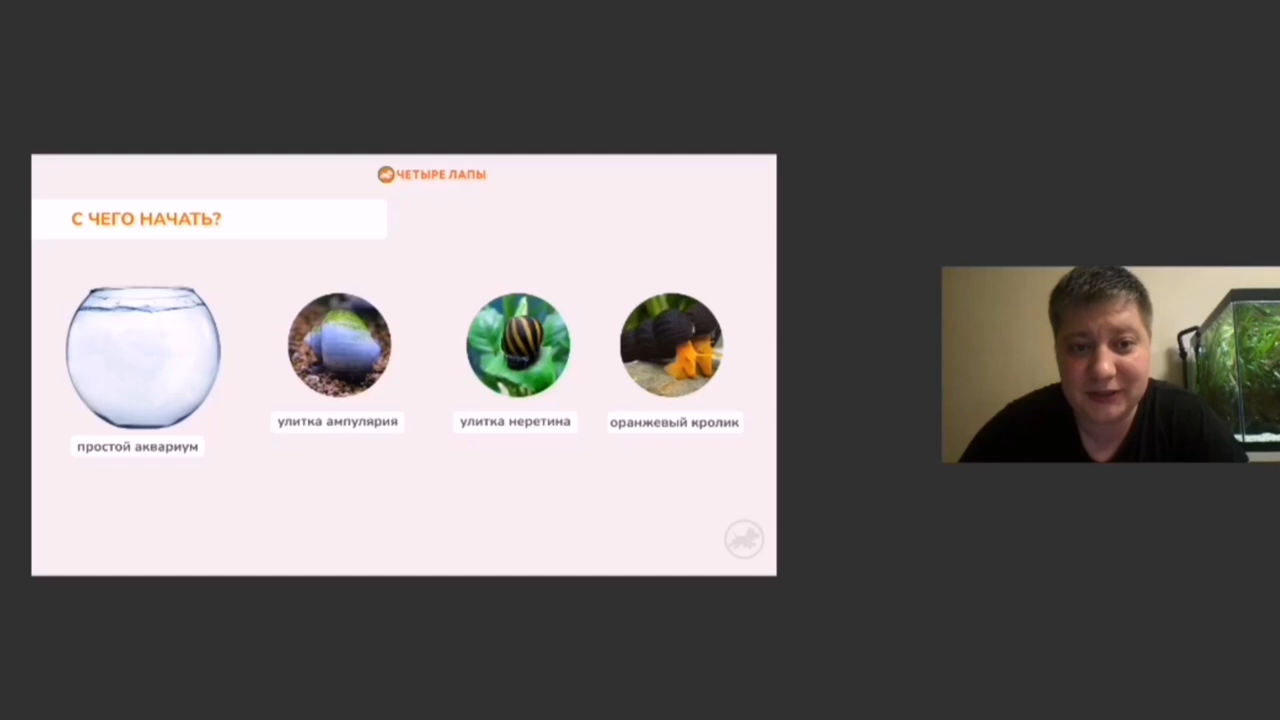 ЧЕТЫРЕ ЛАПЫ
С ЧЕГО НАЧАТЬ?
простой аквариум
улитка ампулярия
улитка неретина
оранжевый кролик